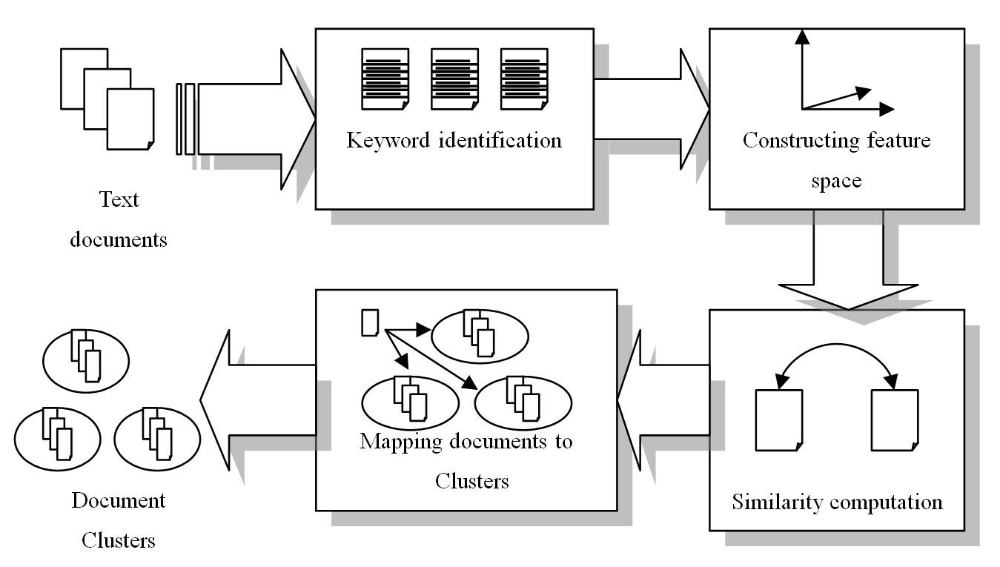 Text
documents
Keyword identification
Constructing feature
space
Similarity computation
Mapping documents to
Clusters
Document
Clusters